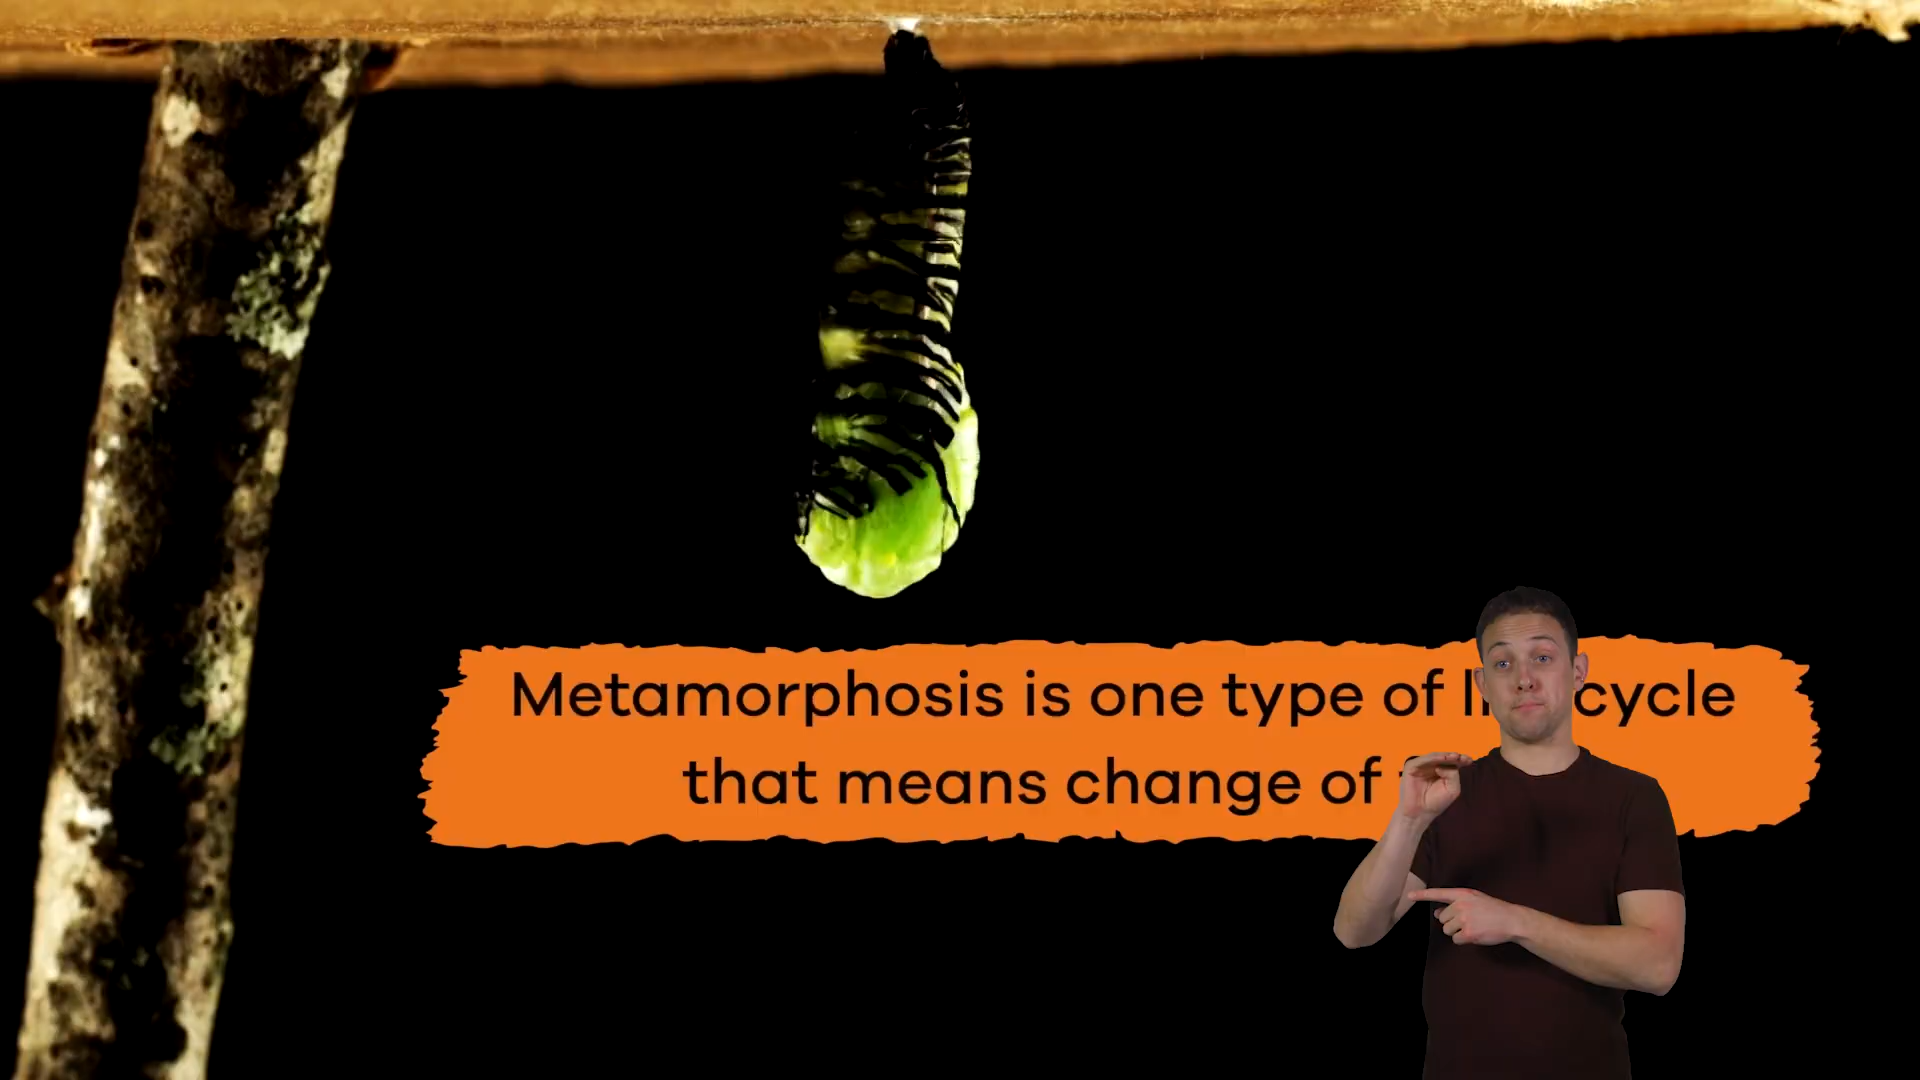 Metamorphosis is one type of cycle
that means change of